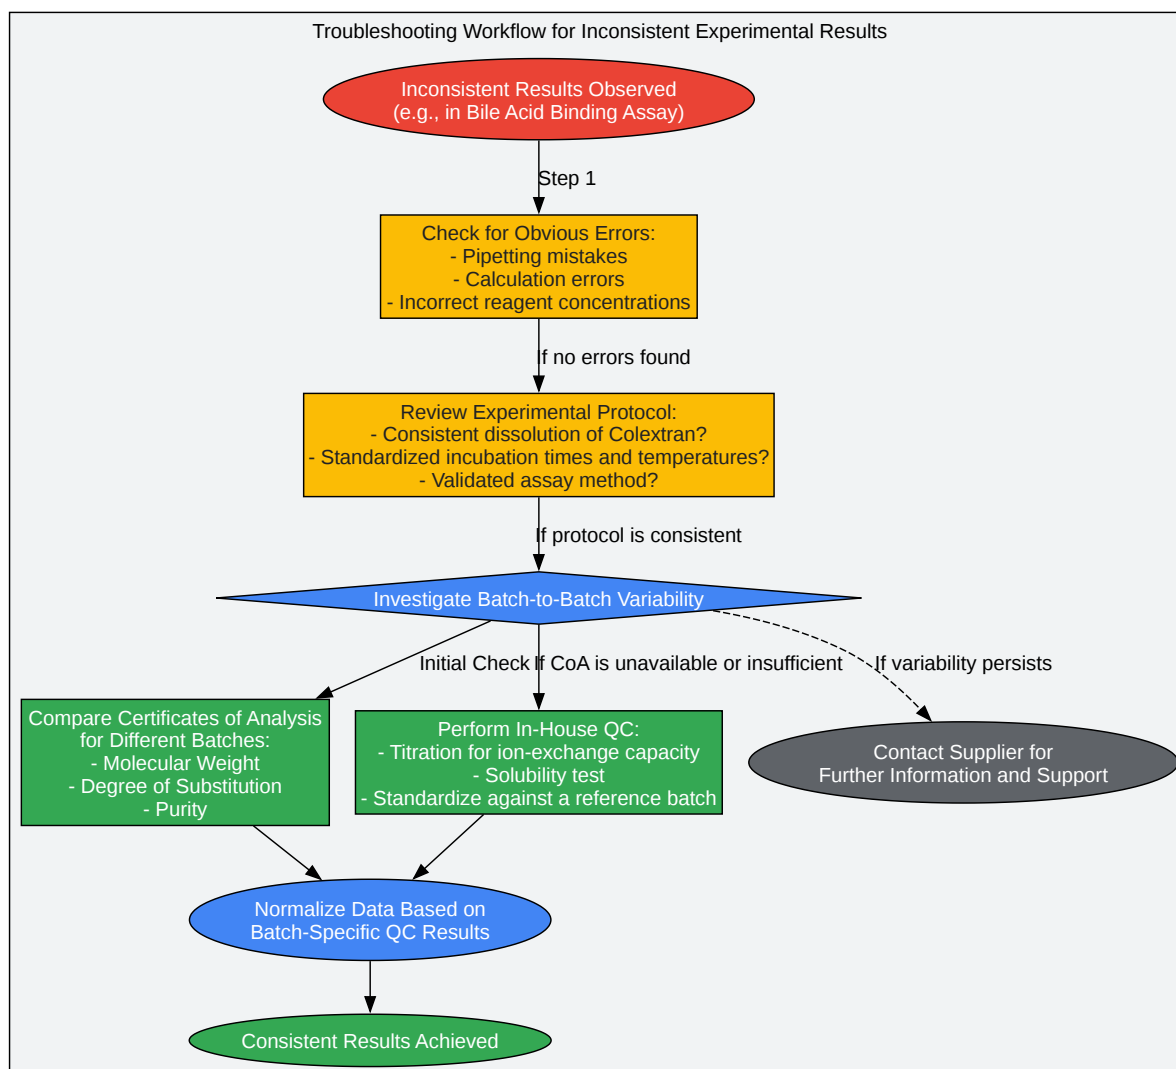 Troubleshooting Workflow for Inconsistent Experimental Results
Inconsistent Results Observed
(e.g., in Bile Acid Binding Assay)
Step 1
Check for Obvious Errors:
- Pipetting mistakes
- Calculation errors
- Incorrect reagent concentrations
If no errors found
Review Experimental Protocol:
- Consistent dissolution of Colextran?
- Standardized incubation times and temperatures?
- Validated assay method?
If protocol is consistent
Investigate Batch-to-Batch Variability
Initial Check
If CoA is unavailable or insufficient
If variability persists
Compare Certificates of Analysis
for Different Batches:
- Molecular Weight
- Degree of Substitution
- Purity
Perform In-House QC:
- Titration for ion-exchange capacity
- Solubility test
- Standardize against a reference batch
Contact Supplier for
Further Information and Support
Normalize Data Based on
Batch-Specific QC Results
Consistent Results Achieved